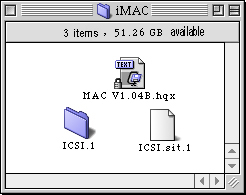 iMAC
3 items, 51.26 GB available
TEXT
MAC V1.04B.hqx
ICSI.1
ICSI.sit.1